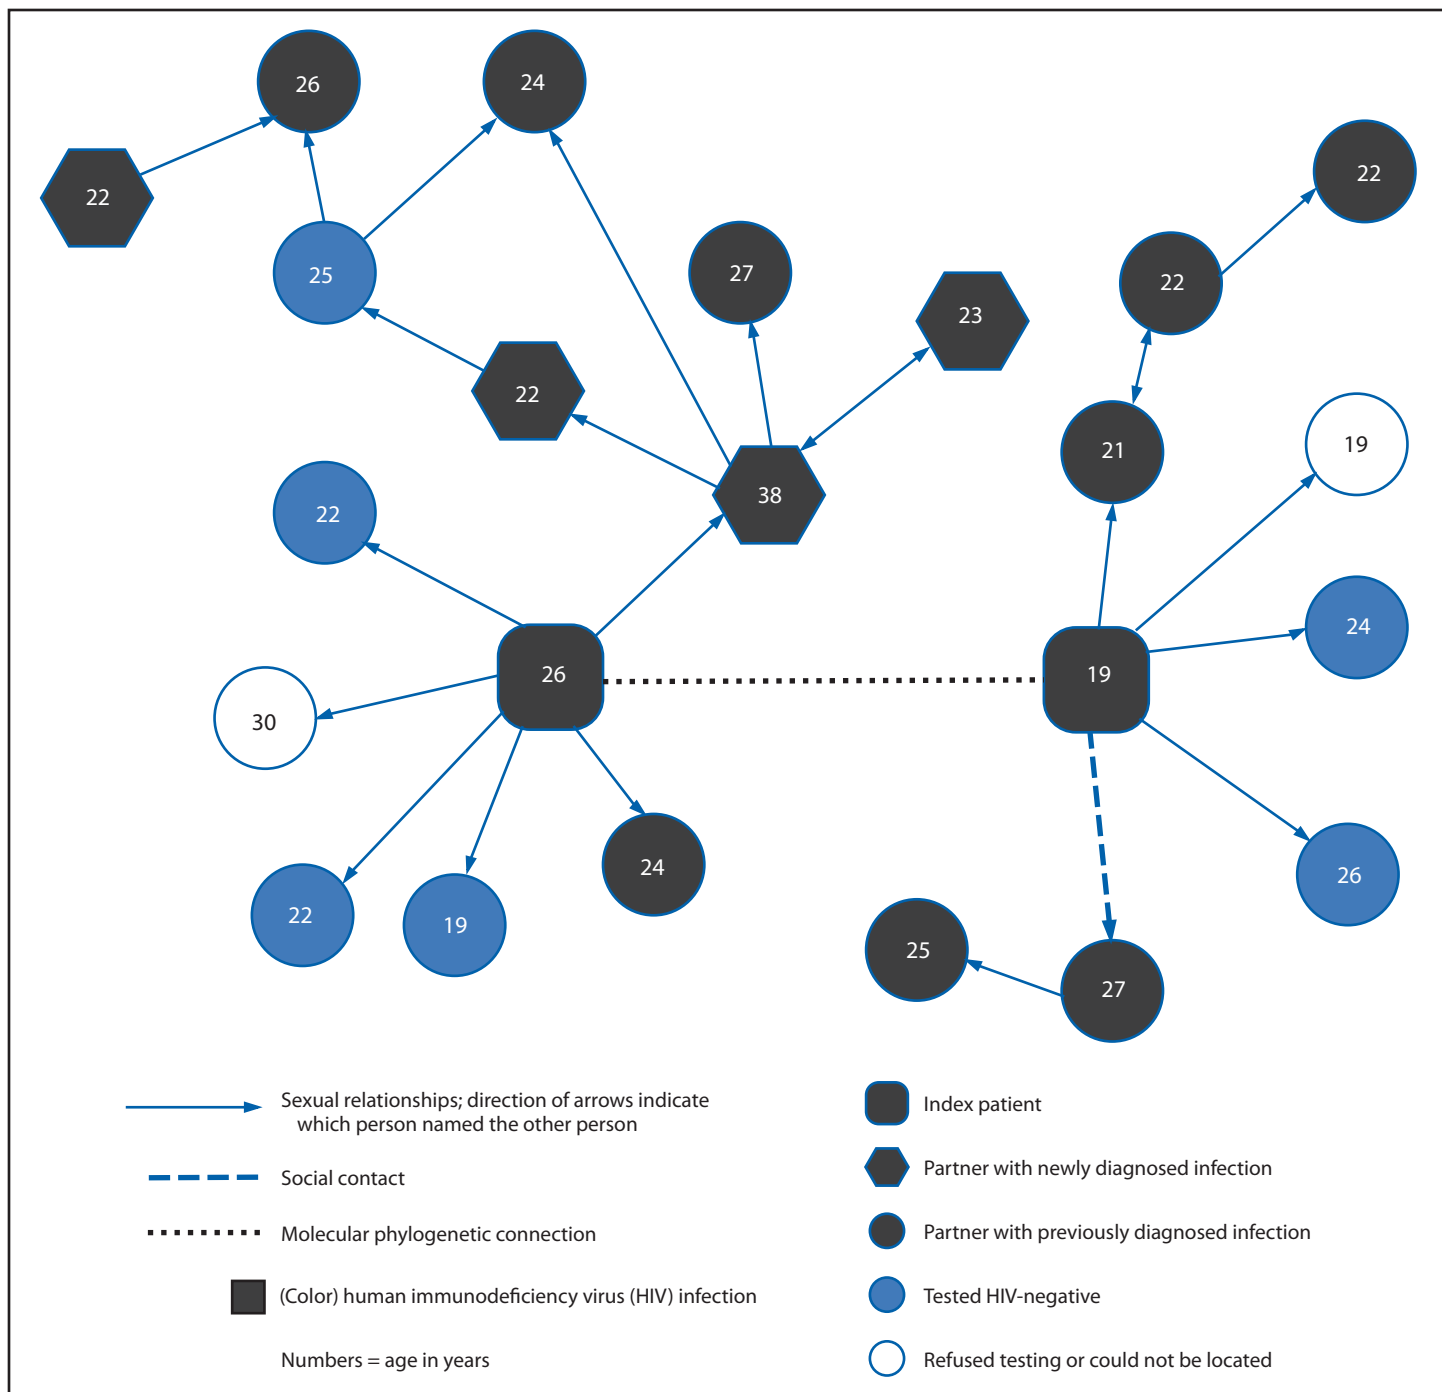 26
24
22
22
25
27
22
23
22
19
21
38
22
26
19
24
30
24
26
22
19
25
27
Sexual relationships; direction of arrows indicate
which person named the other person
Social contact
Molecular phylogenetic connection
(Color) human immunodeficiency virus (HIV) infection
Numbers = age in years
Index patient
Partner with newly diagnosed infection
Partner with previously diagnosed infection
Tested HIV-negative
Refused testing or could not be located